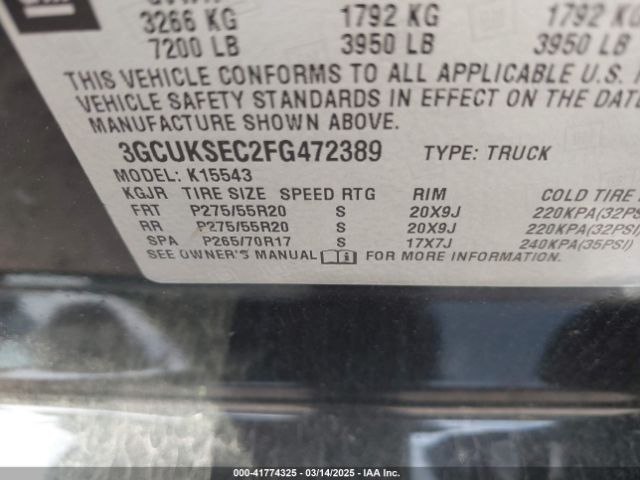 GM
3266 KG 1792 KG 1792 KG
7200 LB 3950 LB 3950 LB
THIS VEHICLE CONFORMS TO ALL APPLICABLE U.S.
VEHICLE SAFETY STANDARDS IN EFFECT ON THE DATE
MANUFACTURE SHOWN ABOVE.
3GCUKSEC2FG472389 TYPE: TRUCK
MODEL: K15543
KGJR TIRE SIZE SPEED RTG RIM COLD TIRE
FRT P275/55R20 S 20X9J 220KPA(32PSI)
RR P275/55R20 S 20X9J 220KPA(32PSI)
SPA P265/70R17 S 17X7J 240KPA(35PSI)
SEE OWNER'S MANUAL FOR MORE INFORMATION.
000-41774325 | 03/14/2025 | IAA Inc.